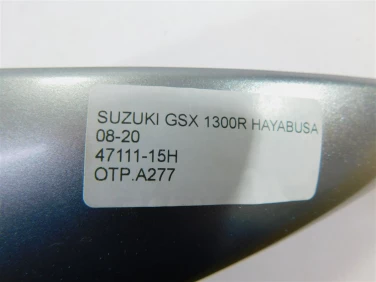 SUZUKI GSX 1300R HAYABUSA
08-20
47111-15H
OTP.A277